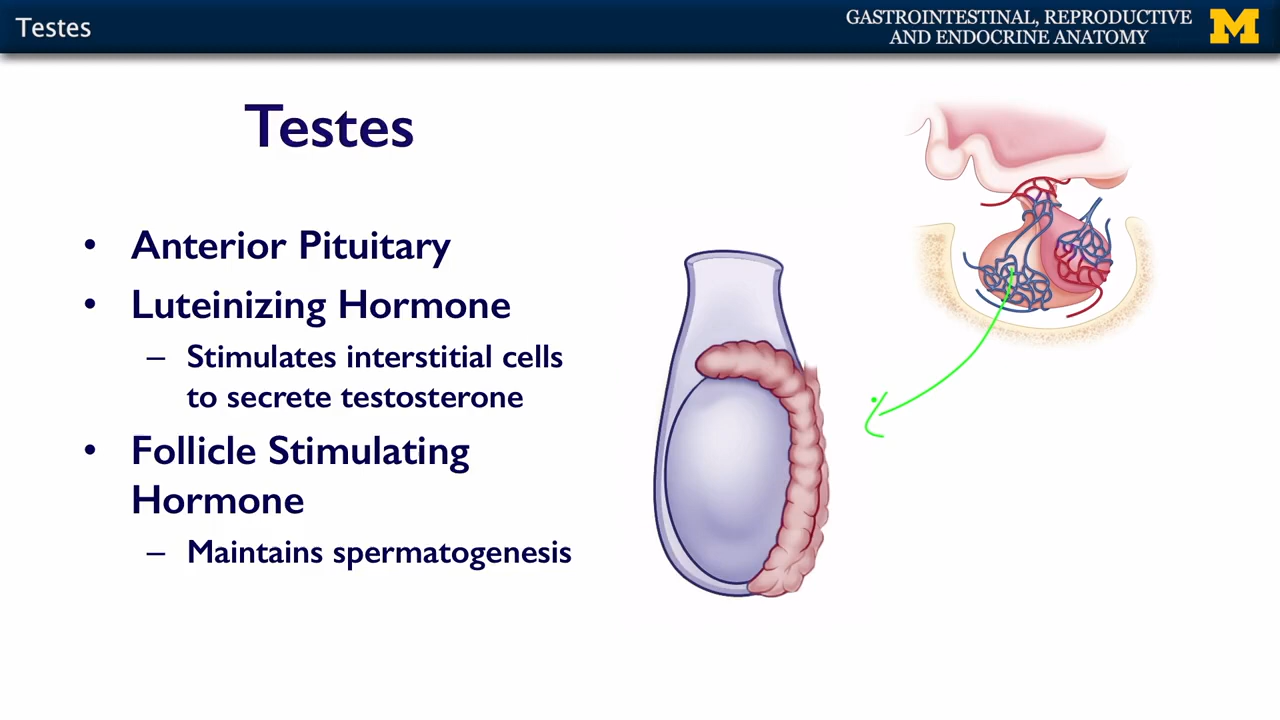 Testes
GASTROINTESTINAL, REPRODUCTIVE
AND ENDOCRINE ANATOMY
M
Testes
• Anterior Pituitary
• Luteinizing Hormone
– Stimulates interstitial cells
to secrete testosterone
• Follicle Stimulating
Hormone
– Maintains spermatogenesis